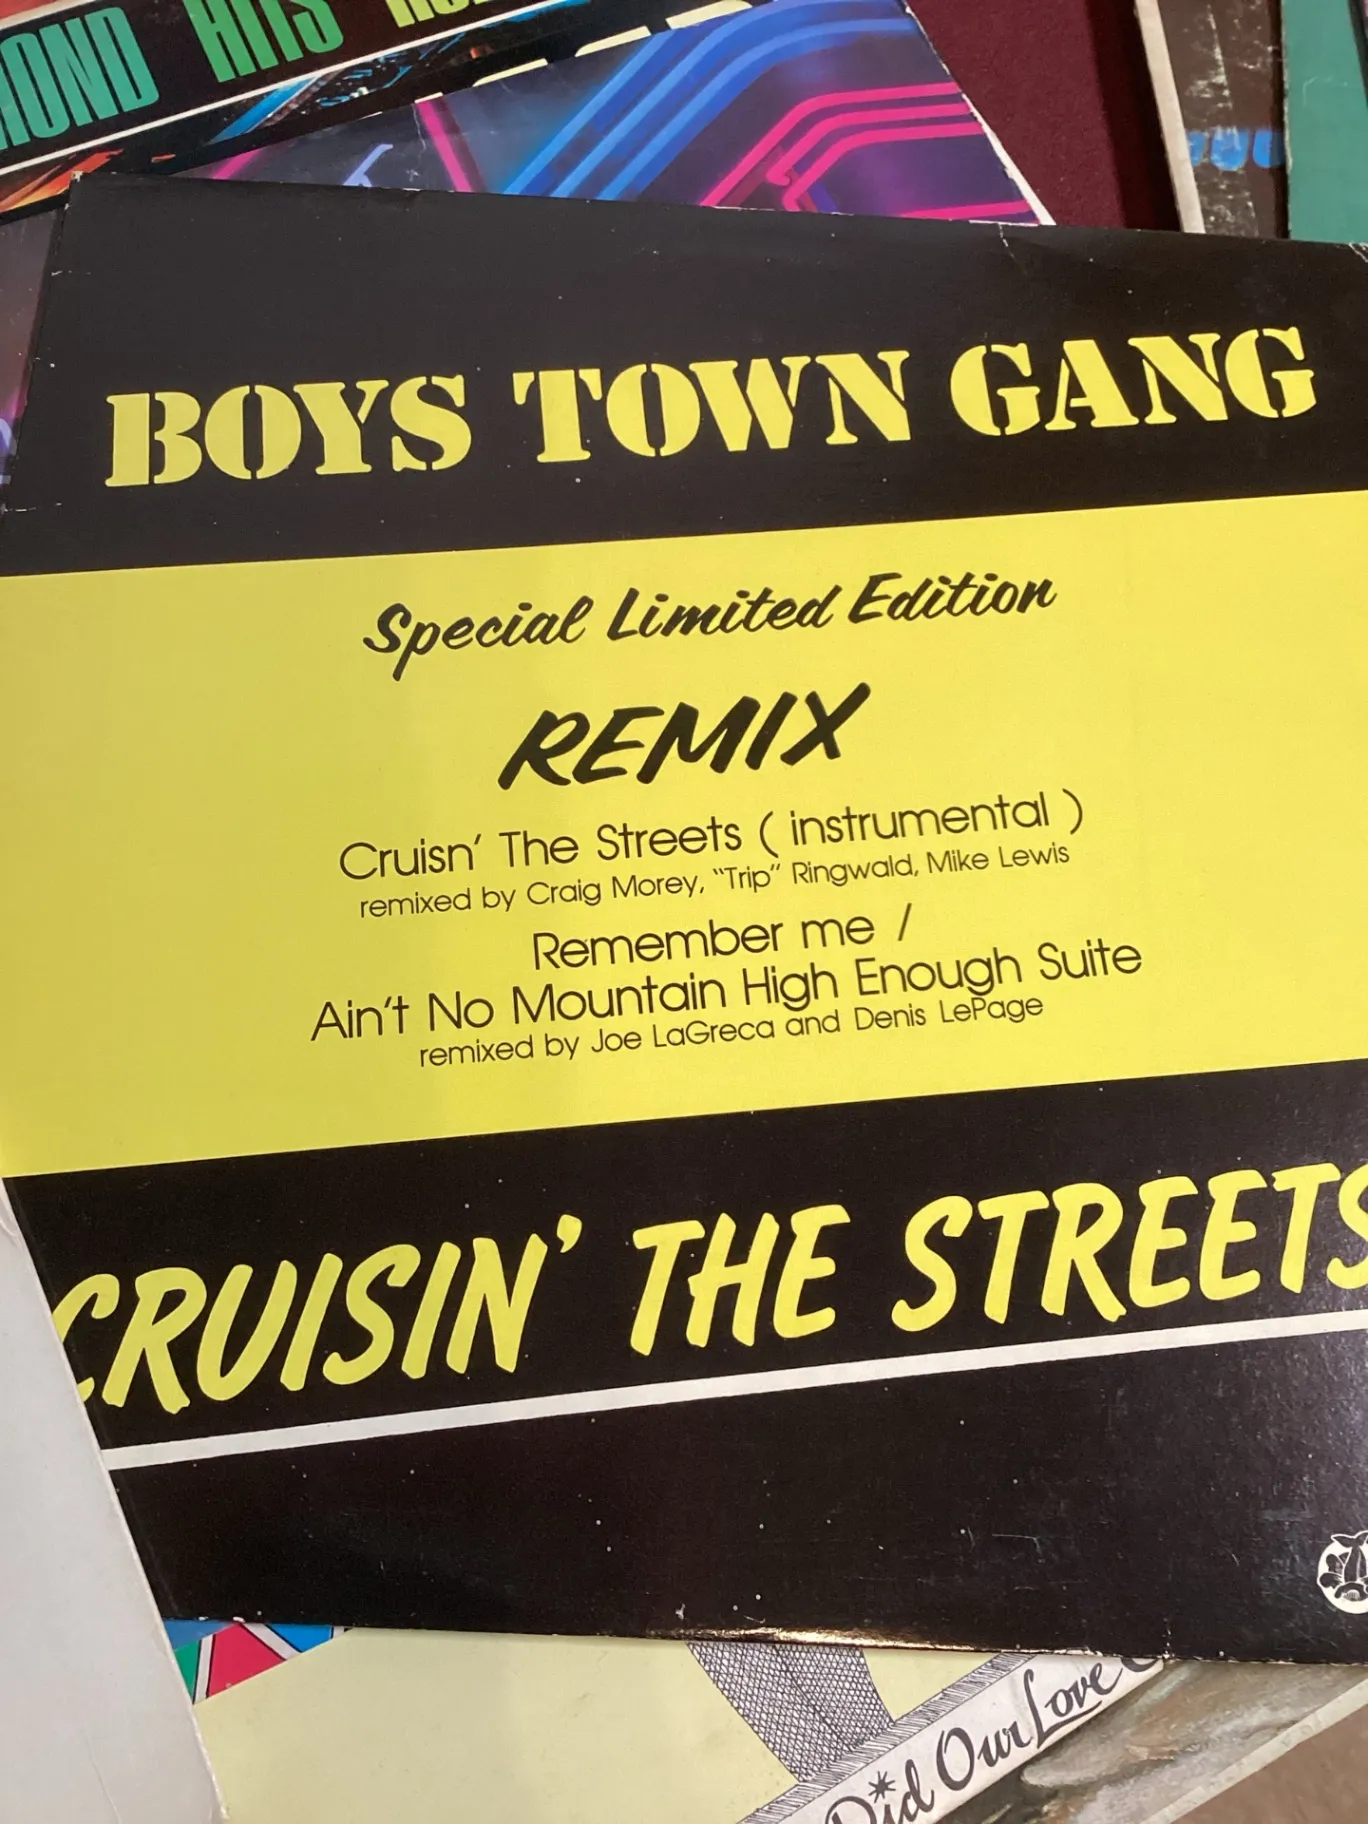 HITS
BOYS TOWN GANG
Special Limited Edition
REMIX
Cruisn' The Streets ( instrumental )
remixed by Craig Morey, "Trip" Ringwald, Mike Lewis
Remember me /
Ain't No Mountain High Enough Suite
remixed by Joe LaGreca and Denis LePage
CRUISIN' THE STREETS
Did Our Love